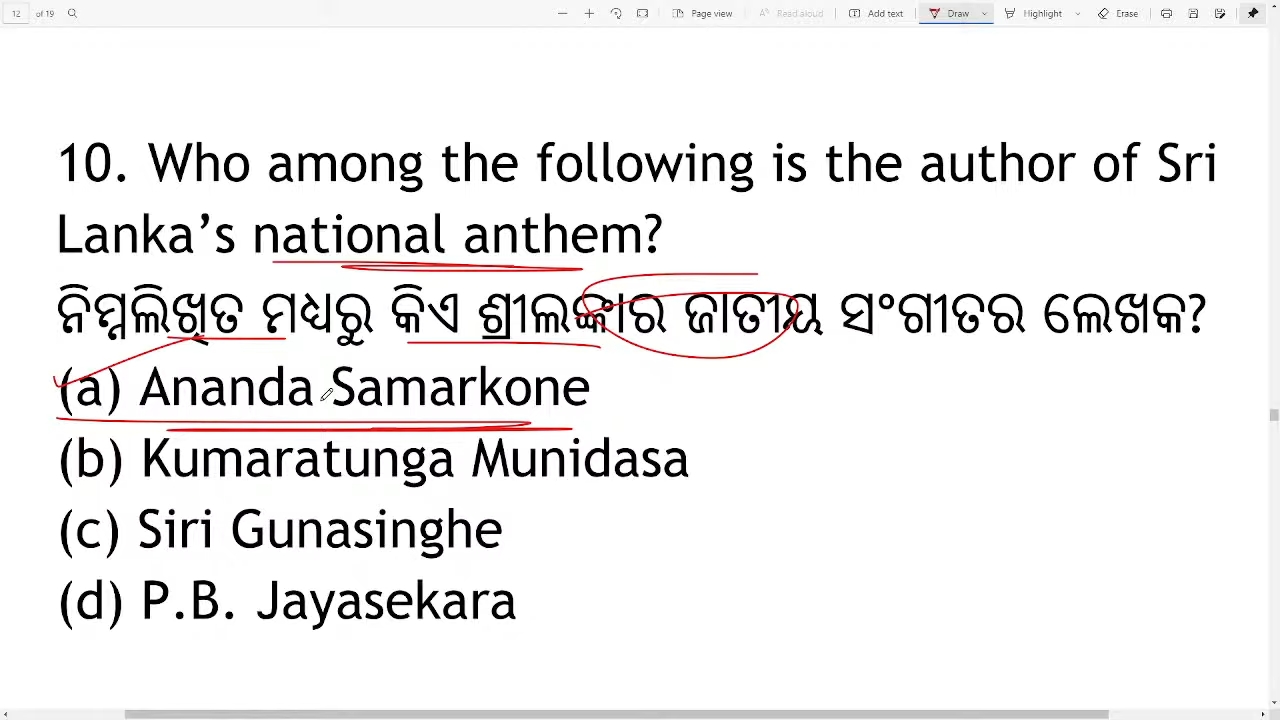 12 of 19 Page view Read aloud Add text Draw Highlight Erase
10. Who among the following is the author of Sri
Lanka’s national anthem?
ନିମ୍ନଲିଖିତ ମଧ୍ୟରୁ କିଏ ଶ୍ରୀଲଙ୍କାର ଜାତୀୟ ସଂଗୀତର ଲେଖକ?
(a) Ananda Samarkone
(b) Kumaratunga Munidasa
(c) Siri Gunasinghe
(d) P.B. Jayasekara